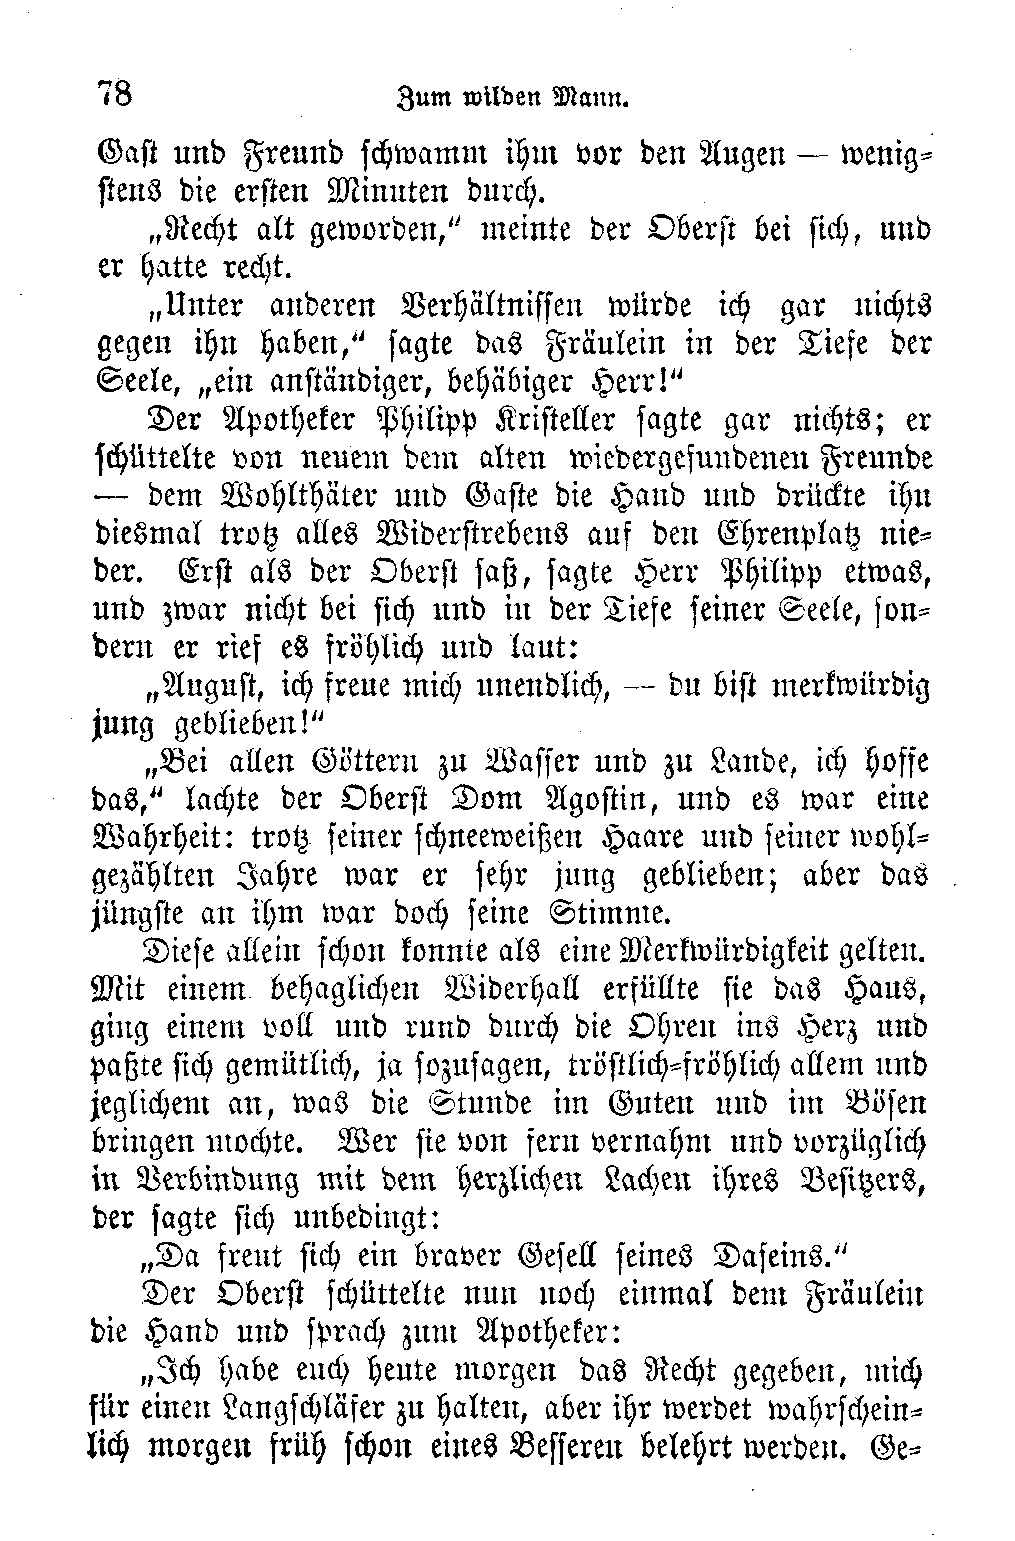 78 Zum wilden Mann.
Gast und Freund schwamm ihm vor den Augen — wenig-
stens die ersten Minuten durch.
„Recht alt geworden,“ meinte der Oberst bei sich, und
er hatte recht.
„Unter anderen Verhältnissen würde ich gar nichts
gegen ihn haben,“ sagte das Fräulein in der Tiefe der
Seele, „ein anständiger, behäbiger Herr!“
Der Apotheker Philipp Kristeller sagte gar nichts; er
schüttelte von neuem dem alten wiedergefundenen Freunde
— dem Wohlthäter und Gaste die Hand und drückte ihn
diesmal trotz alles Widerstrebens auf den Ehrenplatz nie-
der. Erst als der Oberst saß, sagte Herr Philipp etwas,
und zwar nicht bei sich und in der Tiefe seiner Seele, son-
dern er rief es fröhlich und laut:
„August, ich freue mich unendlich, — du bist merkwürdig
jung geblieben!“
„Bei allen Göttern zu Wasser und zu Lande, ich hoffe
das,“ lachte der Oberst Dom Agostin, und es war eine
Wahrheit: trotz seiner schneeweißen Haare und seiner wohl-
gezählten Jahre war er sehr jung geblieben; aber das
jüngste an ihm war doch seine Stimme.
Diese allein schon konnte als eine Merkwürdigkeit gelten.
Mit einem behaglichen Widerhall erfüllte sie das Haus,
ging einem voll und rund durch die Ohren ins Herz und
paßte sich gemütlich, ja sozusagen, tröstlich-fröhlich allem und
jeglichem an, was die Stunde im Guten und im Bösen
bringen mochte. Wer sie von fern vernahm und vorzüglich
in Verbindung mit dem herzlichen Lachen ihres Besitzers,
der sagte sich unbedingt:
„Da freut sich ein braver Gesell seines Daseins.“
Der Oberst schüttelte nun noch einmal dem Fräulein
die Hand und sprach zum Apotheker:
„Ich habe euch heute morgen das Recht gegeben, mich
für einen Langschläfer zu halten, aber ihr werdet wahrschein-
lich morgen früh schon eines Besseren belehrt werden. Ge-